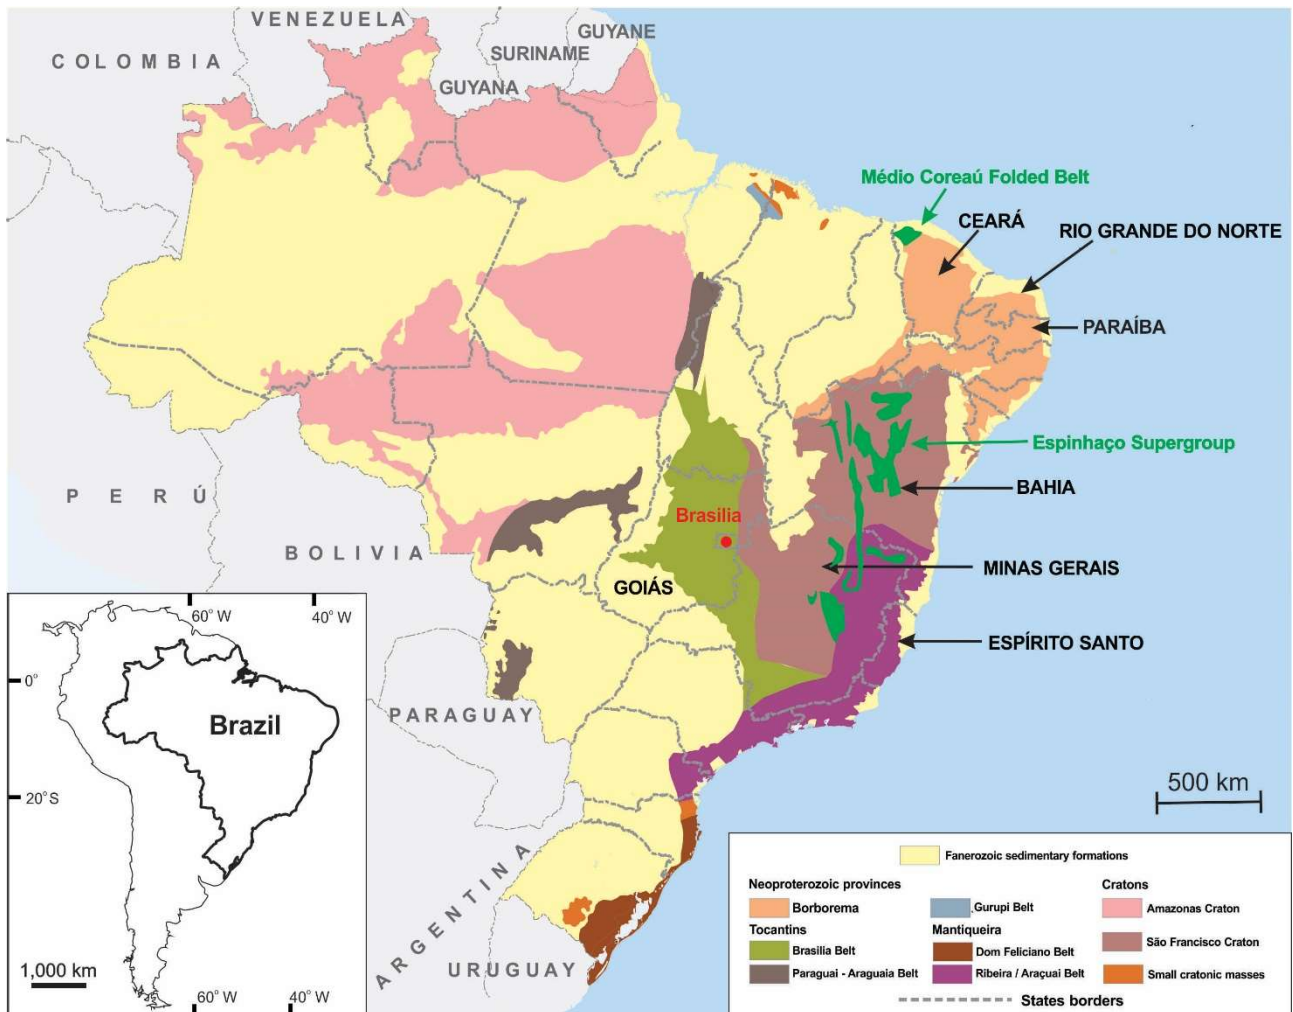 VENEZUELA
GUYANE
COLOMBIA
SURINAME
GUYANA
Médio Coreaú Folded Belt
CEARÁ
RIO GRANDE DO NORTE
PARAÍBA
Espinhaço Supergroup
PERÚ
BAHIA
Brasilia
BOLIVIA
MINAS GERAIS
GOIÁS
ESPÍRITO SANTO
PARAGUAY
ARGENTINA
URUGUAY
500 km
60° W
40° W
0°
Brazil
20°S
1,000 km
60° W
40° W
Fanerozoic sedimentary formations
Neoproterozoic provinces
Cratons
Borborema
Gurupi Belt
Amazonas Craton
Tocantins
Mantiqueira
Brasilia Belt
Dom Feliciano Belt
São Francisco Craton
Paraguai - Araguaia Belt
Ribeira / Araçuai Belt
Small cratonic masses
States borders